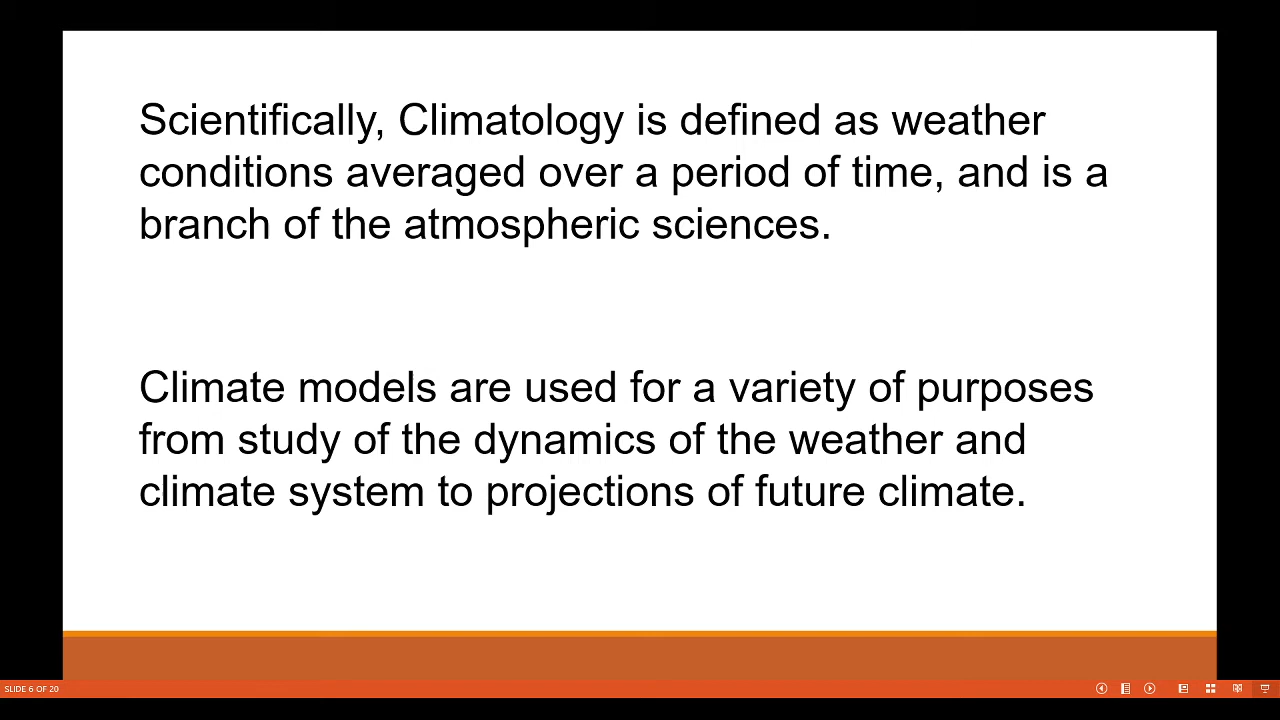 Scientifically, Climatology is defined as weather
conditions averaged over a period of time, and is a
branch of the atmospheric sciences.
Climate models are used for a variety of purposes
from study of the dynamics of the weather and
climate system to projections of future climate.
SLIDE 6 OF 20